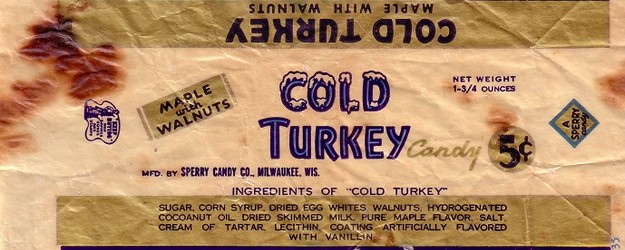 COLD TURKEY
MAPLE WITH WALNUTS
MAPLE
with
WALNUTS
COLD
TURKEY
Candy 5¢
NET WEIGHT
1-3/4 OUNCES
A
SPERRY
candy
MFD. BY SPERRY CANDY CO., MILWAUKEE, WIS.
INGREDIENTS OF "COLD TURKEY"
SUGAR, CORN SYRUP, DRIED EGG WHITES, WALNUTS, HYDROGENATED
COCOANUT OIL, DRIED SKIMMED MILK, PURE MAPLE FLAVOR, SALT,
CREAM OF TARTAR, LECITHIN, COATING ARTIFICIALLY FLAVORED
WITH VANILLIN.